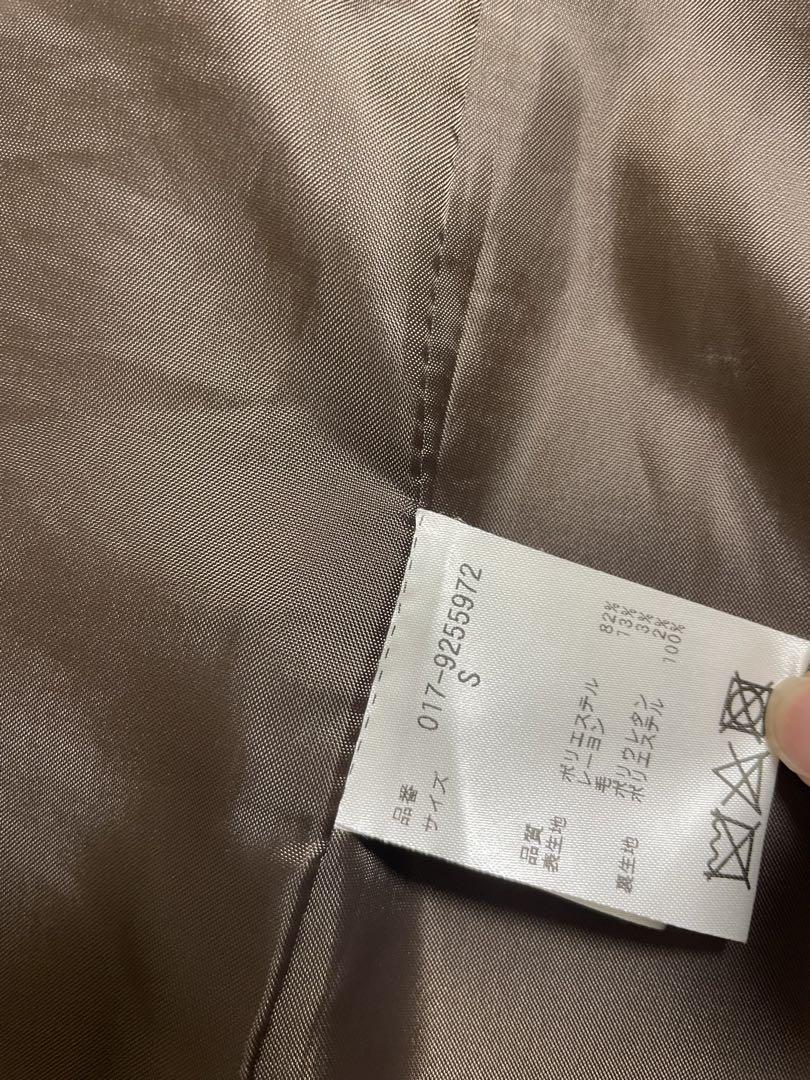 品番 017-9255972
サイズ S
品質
表生地 ポリエステル 82%
レーヨン 13%
毛 3%
ポリウレタン 2%
裏生地 ポリエステル 100%